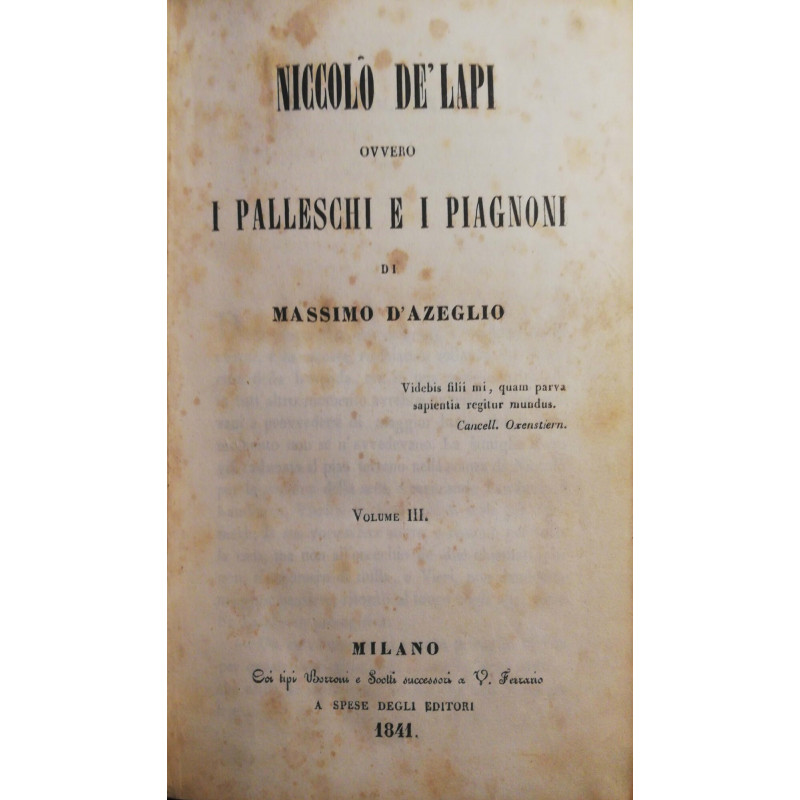 NICCOLÒ DE' LAPI
OVVERO
I PALLESCHI E I PIAGNONI
DI
MASSIMO D'AZEGLIO
Videbis filii mi, quam parva
sapientia regitur mundus.
Cancell. Oxenstiern.
VOLUME III.
MILANO
Coi tipi Borroni e Scotti successori a V. Ferrario
A SPESE DEGLI EDITORI
1841.